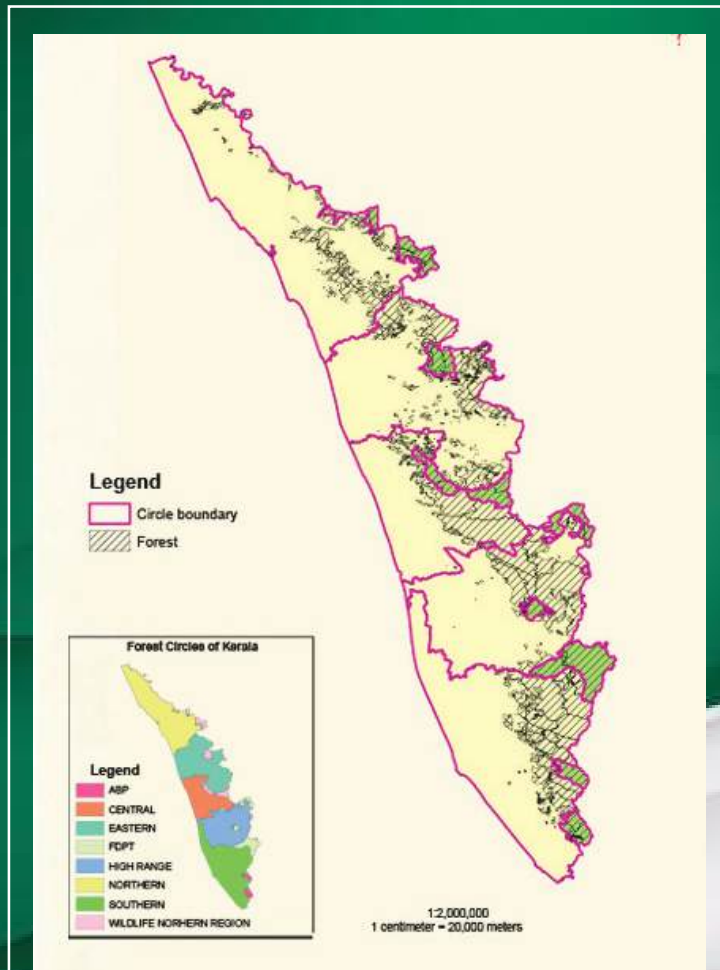 Legend
Circle boundary
Forest
Forest Circles of Kerala
Legend
ABP
CENTRAL
EASTERN
FDPT
HIGH RANGE
NORTHERN
SOUTHERN
WILDLIFE NORHERN REGION
1:2,000,000
1 centimeter = 20,000 meters